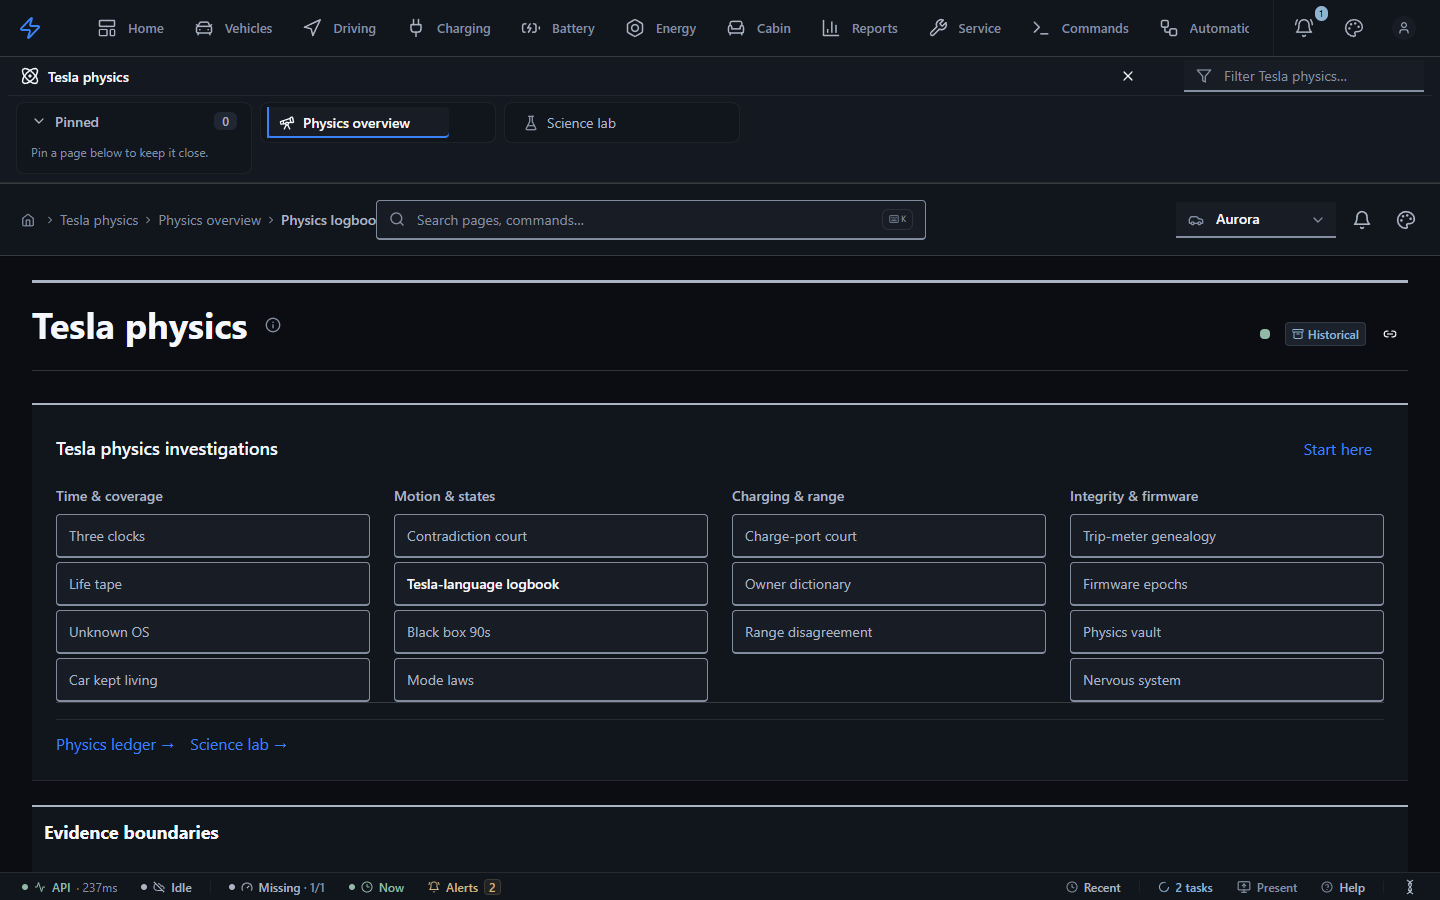 Home Vehicles Driving Charging Battery Energy Cabin Reports Service Commands Automatic 1
Tesla physics Filter Tesla physics...
Pinned 0 Physics overview Science lab
Pin a page below to keep it close.
Tesla physics Physics overview Physics logboo Search pages, commands... K Aurora
Tesla physics Historical
Tesla physics investigations Start here
Time & coverage Motion & states Charging & range Integrity & firmware
Three clocks Contradiction court Charge-port court Trip-meter genealogy
Life tape Tesla-language logbook Owner dictionary Firmware epochs
Unknown OS Black box 90s Range disagreement Physics vault
Car kept living Mode laws Nervous system
Physics ledger → Science lab →
Evidence boundaries
API · 237ms Idle Missing · 1/1 Now Alerts 2 Recent 2 tasks Present Help